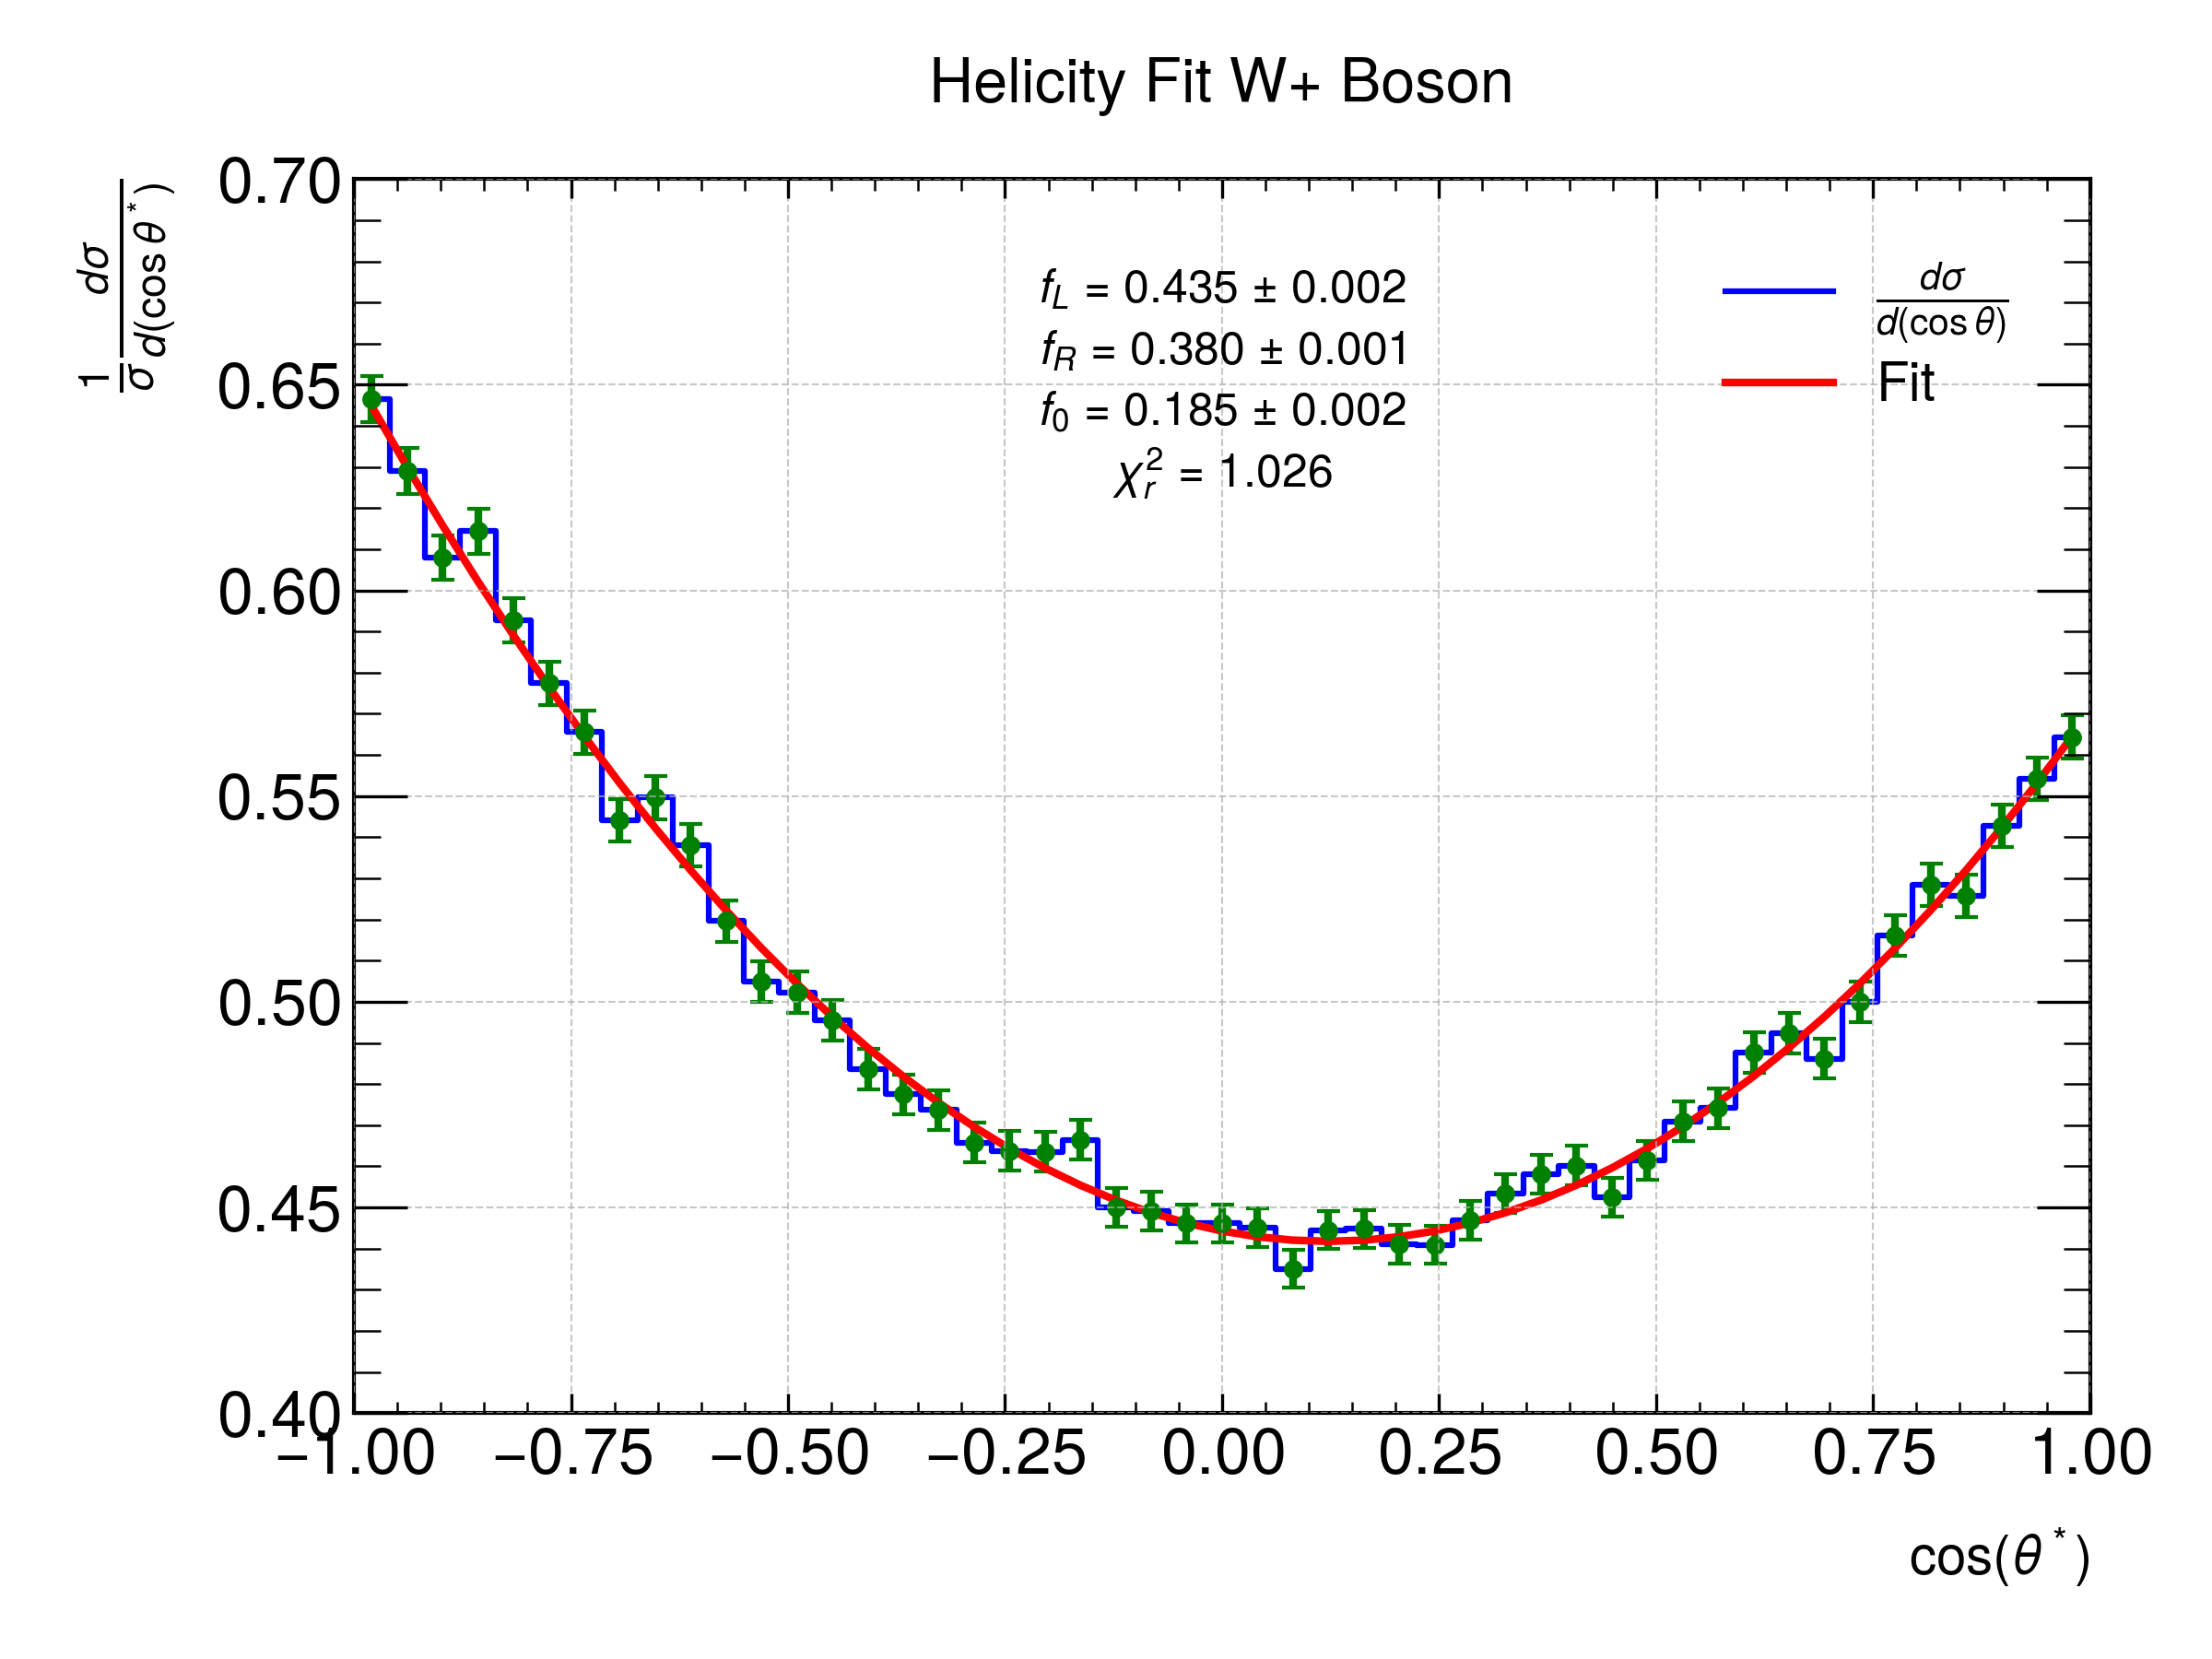 Helicity Fit W+ Boson
1/σ dσ/d(cos θ*)
0.70
0.65
0.60
0.55
0.50
0.45
0.40
f_L = 0.435 ± 0.002
f_R = 0.380 ± 0.001
f_0 = 0.185 ± 0.002
χ²_r = 1.026
dσ/d(cos θ)
Fit
−1.00 −0.75 −0.50 −0.25 0.00 0.25 0.50 0.75 1.00
cos(θ*)